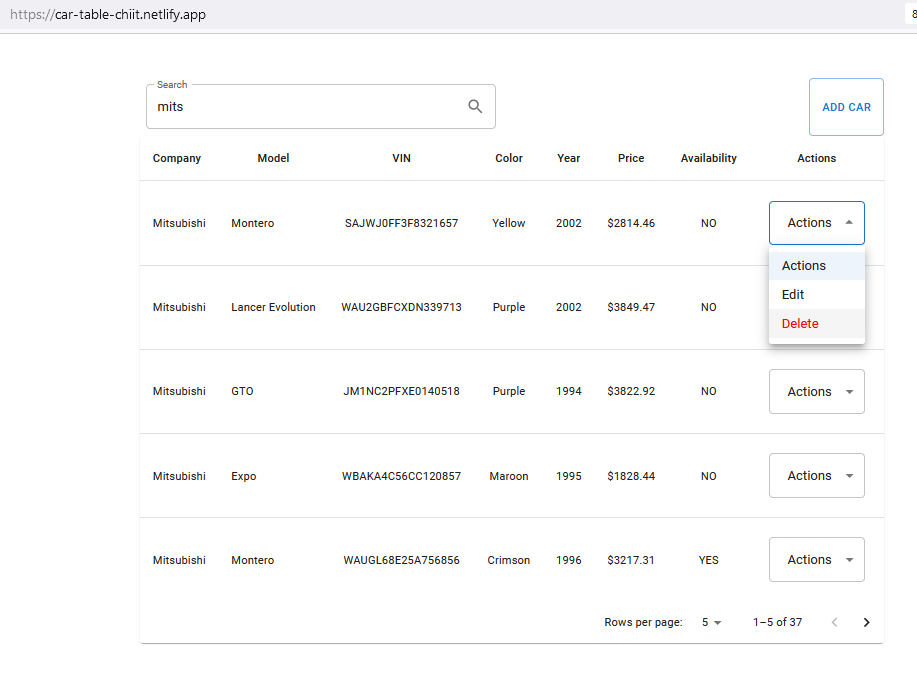 https://car-table-chiit.netlify.app
8
Search
mits
ADD CAR
Company Model VIN Color Year Price Availability Actions
Mitsubishi Montero SAJWJ0FF3F8321657 Yellow 2002 $2814.46 NO Actions
Actions
Edit
Delete
Mitsubishi Lancer Evolution WAU2GBFCXDN339713 Purple 2002 $3849.47 NO
Mitsubishi GTO JM1NC2PFXE0140518 Purple 1994 $3822.92 NO Actions
Mitsubishi Expo WBAKA4C56CC120857 Maroon 1995 $1828.44 NO Actions
Mitsubishi Montero WAUGL68E25A756856 Crimson 1996 $3217.31 YES Actions
Rows per page: 5 1–5 of 37